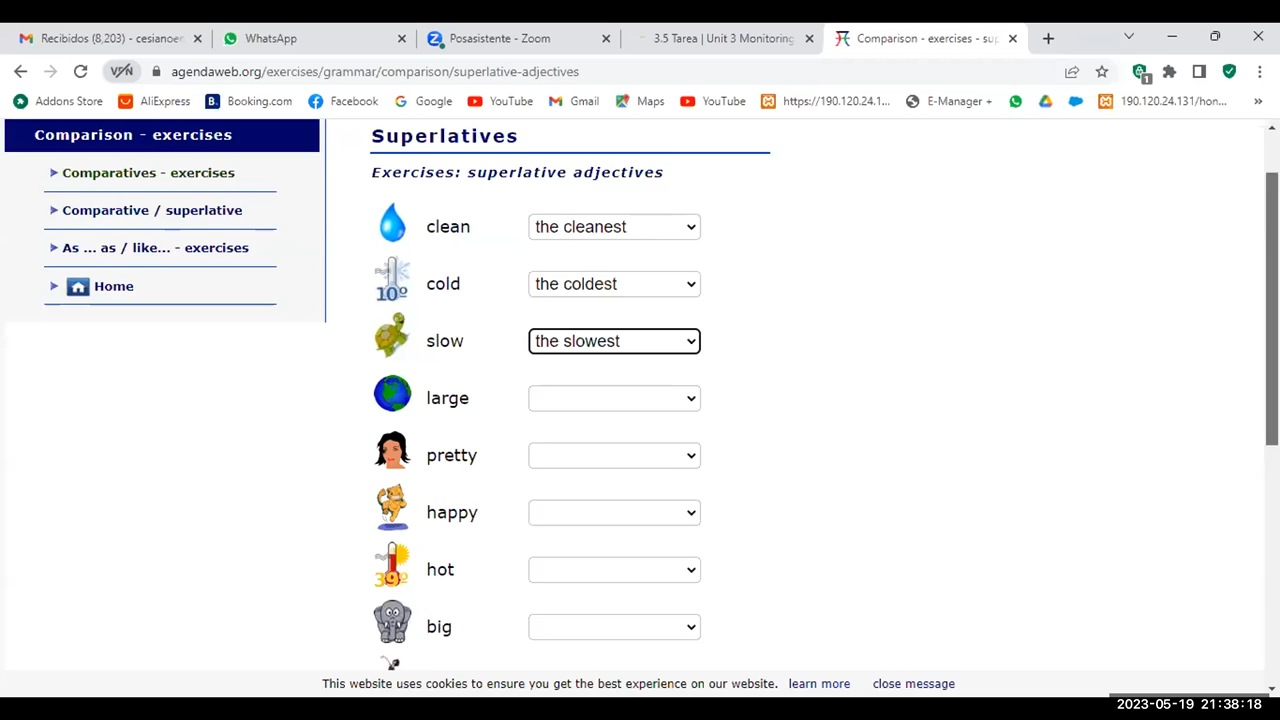 Recibidos (8,203) - cesianoer
WhatsApp
Posasistente - Zoom
3.5 Tarea | Unit 3 Monitoring
Comparison - exercises - sup
VPN
agendaweb.org/exercises/grammar/comparison/superlative-adjectives
1
Addons Store
AliExpress
B.
Booking.com
Facebook
Google
YouTube
Gmail
Maps
YouTube
https://190.120.24.1...
E-Manager +
190.120.24.131/hon...
»
Comparison - exercises
Comparatives - exercises
Comparative / superlative
As ... as / like... - exercises
Home
Superlatives
Exercises: superlative adjectives
clean the cleanest
10º cold the coldest
slow the slowest
large
pretty
happy
39º hot
big
This website uses cookies to ensure you get the best experience on our website. learn more close message
2023-05-19 21:38:18